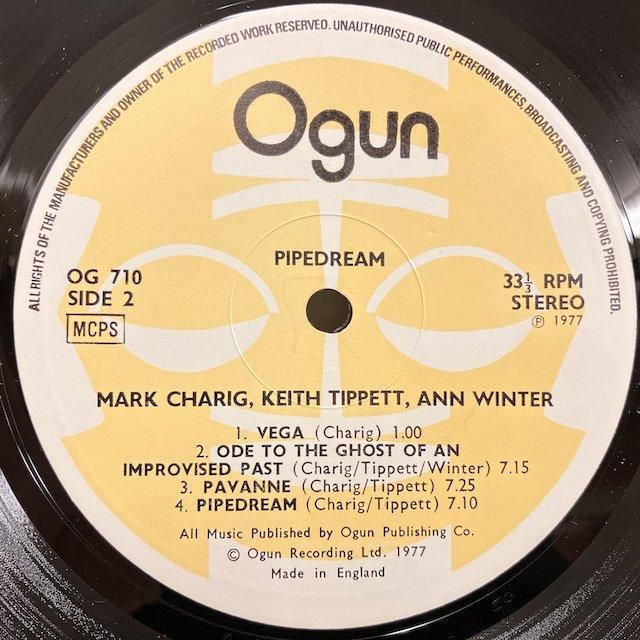 ALL RIGHTS OF THE MANUFACTURERS AND OWNER OF THE RECORDED WORK RESERVED. UNAUTHORISED PUBLIC PERFORMANCES, BROADCASTING AND COPYING PROHIBITED.
Ogun
PIPEDREAM
OG 710
SIDE 2
MCPS
33⅓ RPM
STEREO
℗ 1977
MARK CHARIG, KEITH TIPPETT, ANN WINTER
1. VEGA (Charig) 1.00
2. ODE TO THE GHOST OF AN
IMPROVISED PAST (Charig/Tippett/Winter) 7.15
3. PAVANNE (Charig/Tippett) 7.25
4. PIPEDREAM (Charig/Tippett) 7.10
All Music Published by Ogun Publishing Co.
© Ogun Recording Ltd. 1977
Made in England